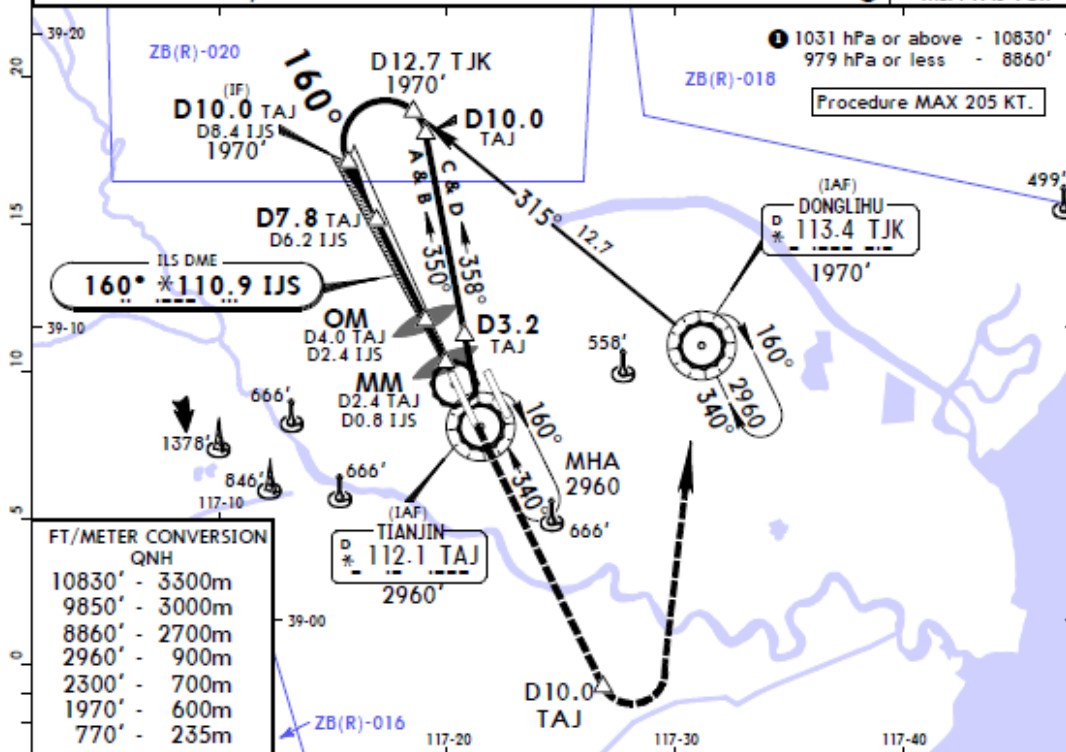 39-20
ZB(R)-020
160°
D12.7 TJK
1970'
ZB(R)-018
1 1031 hPa or above - 10830'
979 hPa or less - 8860'
Procedure MAX 205 KT.
20
(IF)
D10.0 TAJ
D8.4 IJS
1970'
D10.0
TAJ
A & B
350°
C & D
358°
315°
12.7
499'
(IAF)
DONGLIHU
D
* 113.4 TJK
1970'
15
D7.8 TAJ
D6.2 IJS
ILS DME
160° *110.9 IJS
39-10
OM
D4.0 TAJ
D2.4 IJS
D3.2
TAJ
558'
160°
2960
340°
10
MM
D2.4 TAJ
D0.8 IJS
666'
1378'
846'
666'
117-10
160°
340°
MHA
2960
666'
(IAF)
TIANJIN
D
* 112.1 TAJ
2960'
5
FT/METER CONVERSION
QNH
10830' - 3300m
9850' - 3000m
8860' - 2700m
2960' - 900m
2300' - 700m
1970' - 600m
770' - 235m
39-00
0
D10.0
TAJ
ZB(R)-016
117-20
117-30
117-40